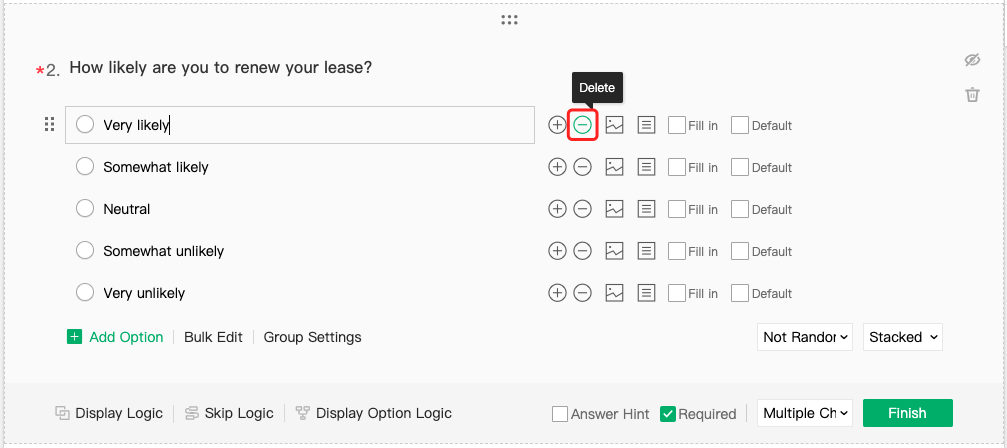 *2. How likely are you to renew your lease?
Delete
Very likely Fill in Default
Somewhat likely Fill in Default
Neutral Fill in Default
Somewhat unlikely Fill in Default
Very unlikely Fill in Default
Add Option Bulk Edit Group Settings Not Randor Stacked
Display Logic Skip Logic Display Option Logic Answer Hint Required Multiple Ch Finish